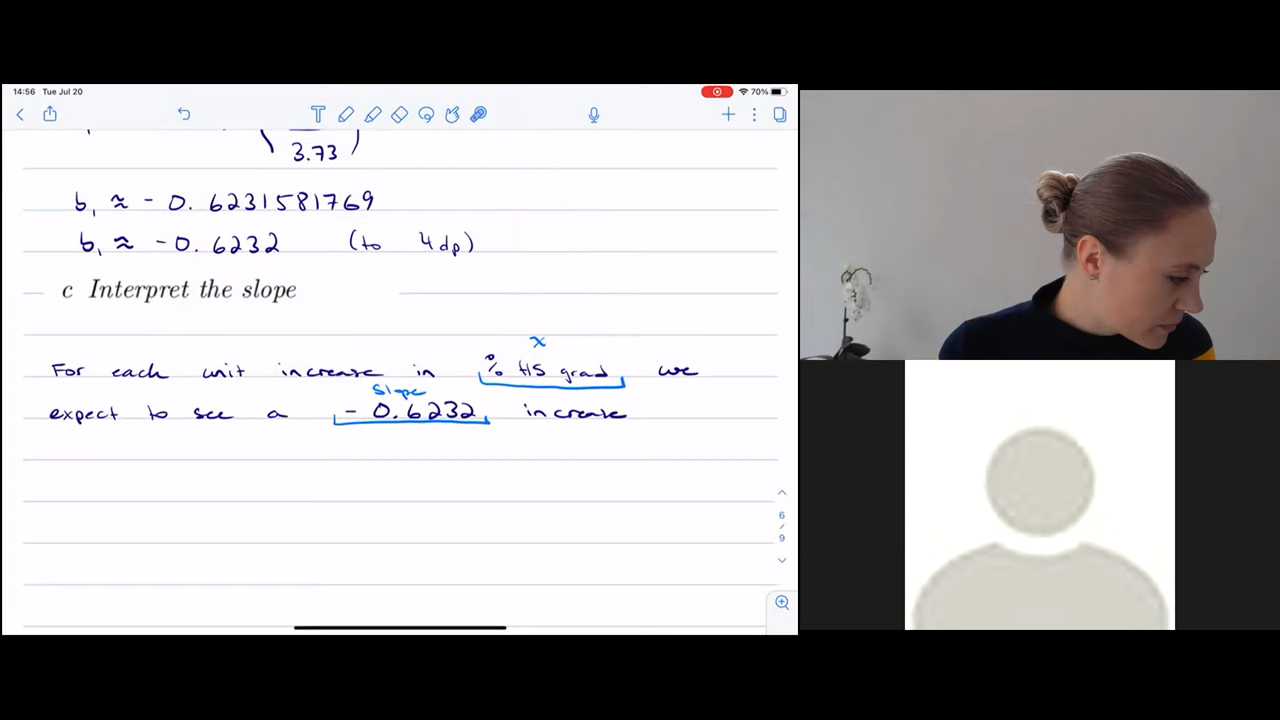 14:56 Tue Jul 20
70%
3.73
b₁ ≈ - 0.6231581769
b₁ ≈ -0.6232 (to 4dp)
c Interpret the slope
x
For each unit increase in % HS grad we
slope
expect to see a - 0.6232 increase
6
/
9